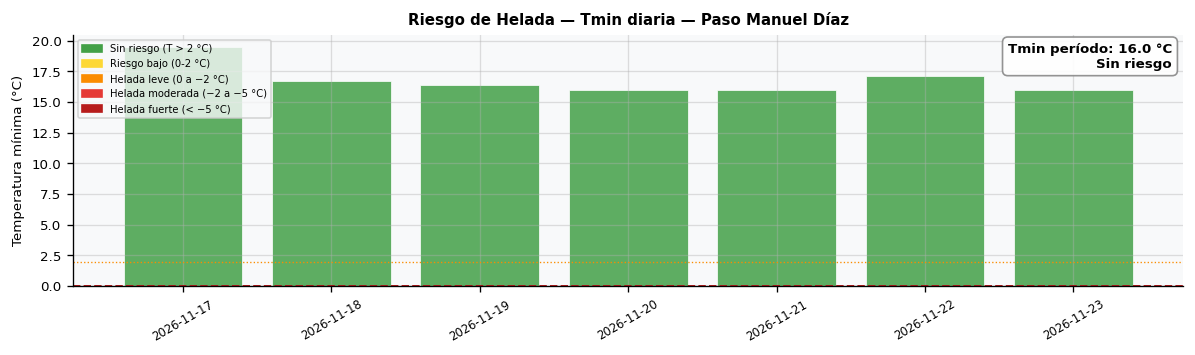 Riesgo de Helada — Tmin diaria — Paso Manuel Díaz
Temperatura mínima (°C)
20.0
17.5
15.0
12.5
10.0
7.5
5.0
2.5
0.0
Sin riesgo (T > 2 °C)
Riesgo bajo (0-2 °C)
Helada leve (0 a −2 °C)
Helada moderada (−2 a −5 °C)
Helada fuerte (< −5 °C)
Tmin período: 16.0 °C
Sin riesgo
2026-11-17
2026-11-18
2026-11-19
2026-11-20
2026-11-21
2026-11-22
2026-11-23